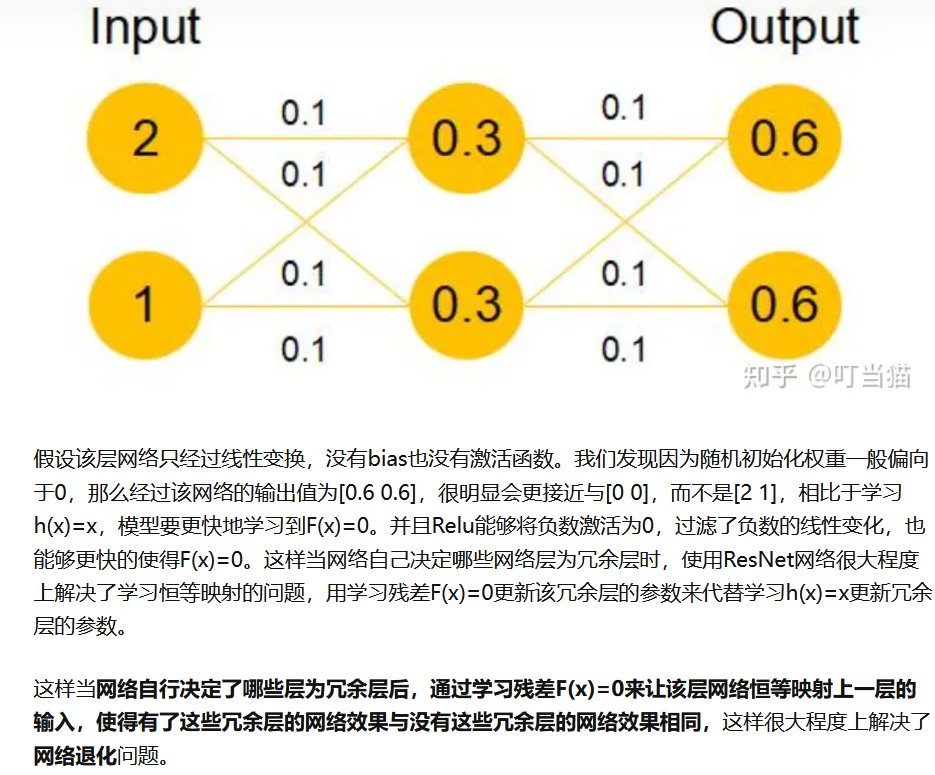 Input Output
2 0.1 0.3 0.1 0.6
0.1 0.1
1 0.1 0.3 0.1 0.6
0.1 0.1
知乎 @叮当猫
假设该层网络只经过线性变换，没有bias也没有激活函数。我们发现因为随机初始化权重一般偏向
于0，那么经过该网络的输出值为[0.6 0.6]，很明显会更接近与[0 0]，而不是[2 1]，相比于学习
h(x)=x，模型要更快地学习到F(x)=0。并且Relu能够将负数激活为0，过滤了负数的线性变化，也
能够更快的使得F(x)=0。这样当网络自己决定哪些网络层为冗余层时，使用ResNet网络很大程度
上解决了学习恒等映射的问题，用学习残差F(x)=0更新该冗余层的参数来代替学习h(x)=x更新冗余
层的参数。
这样当网络自行决定了哪些层为冗余层后，通过学习残差F(x)=0来让该层网络恒等映射上一层的
输入，使得有了这些冗余层的网络效果与没有这些冗余层的网络效果相同，这样很大程度上解决了
网络退化问题。